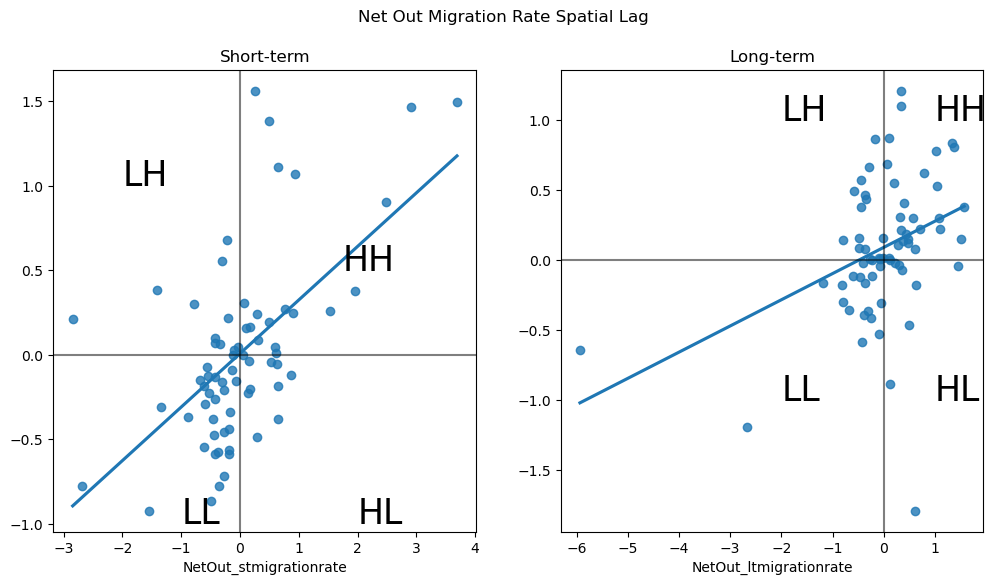 Net Out Migration Rate Spatial Lag
Short-term
1.5
1.0
0.5
0.0
−0.5
−1.0
LH
HH
LL
HL
−3 −2 −1 0 1 2 3 4
NetOut_stmigrationrate
Long-term
1.0
0.5
0.0
−0.5
−1.0
−1.5
LH HH
LL HL
−6 −5 −4 −3 −2 −1 0 1
NetOut_ltmigrationrate